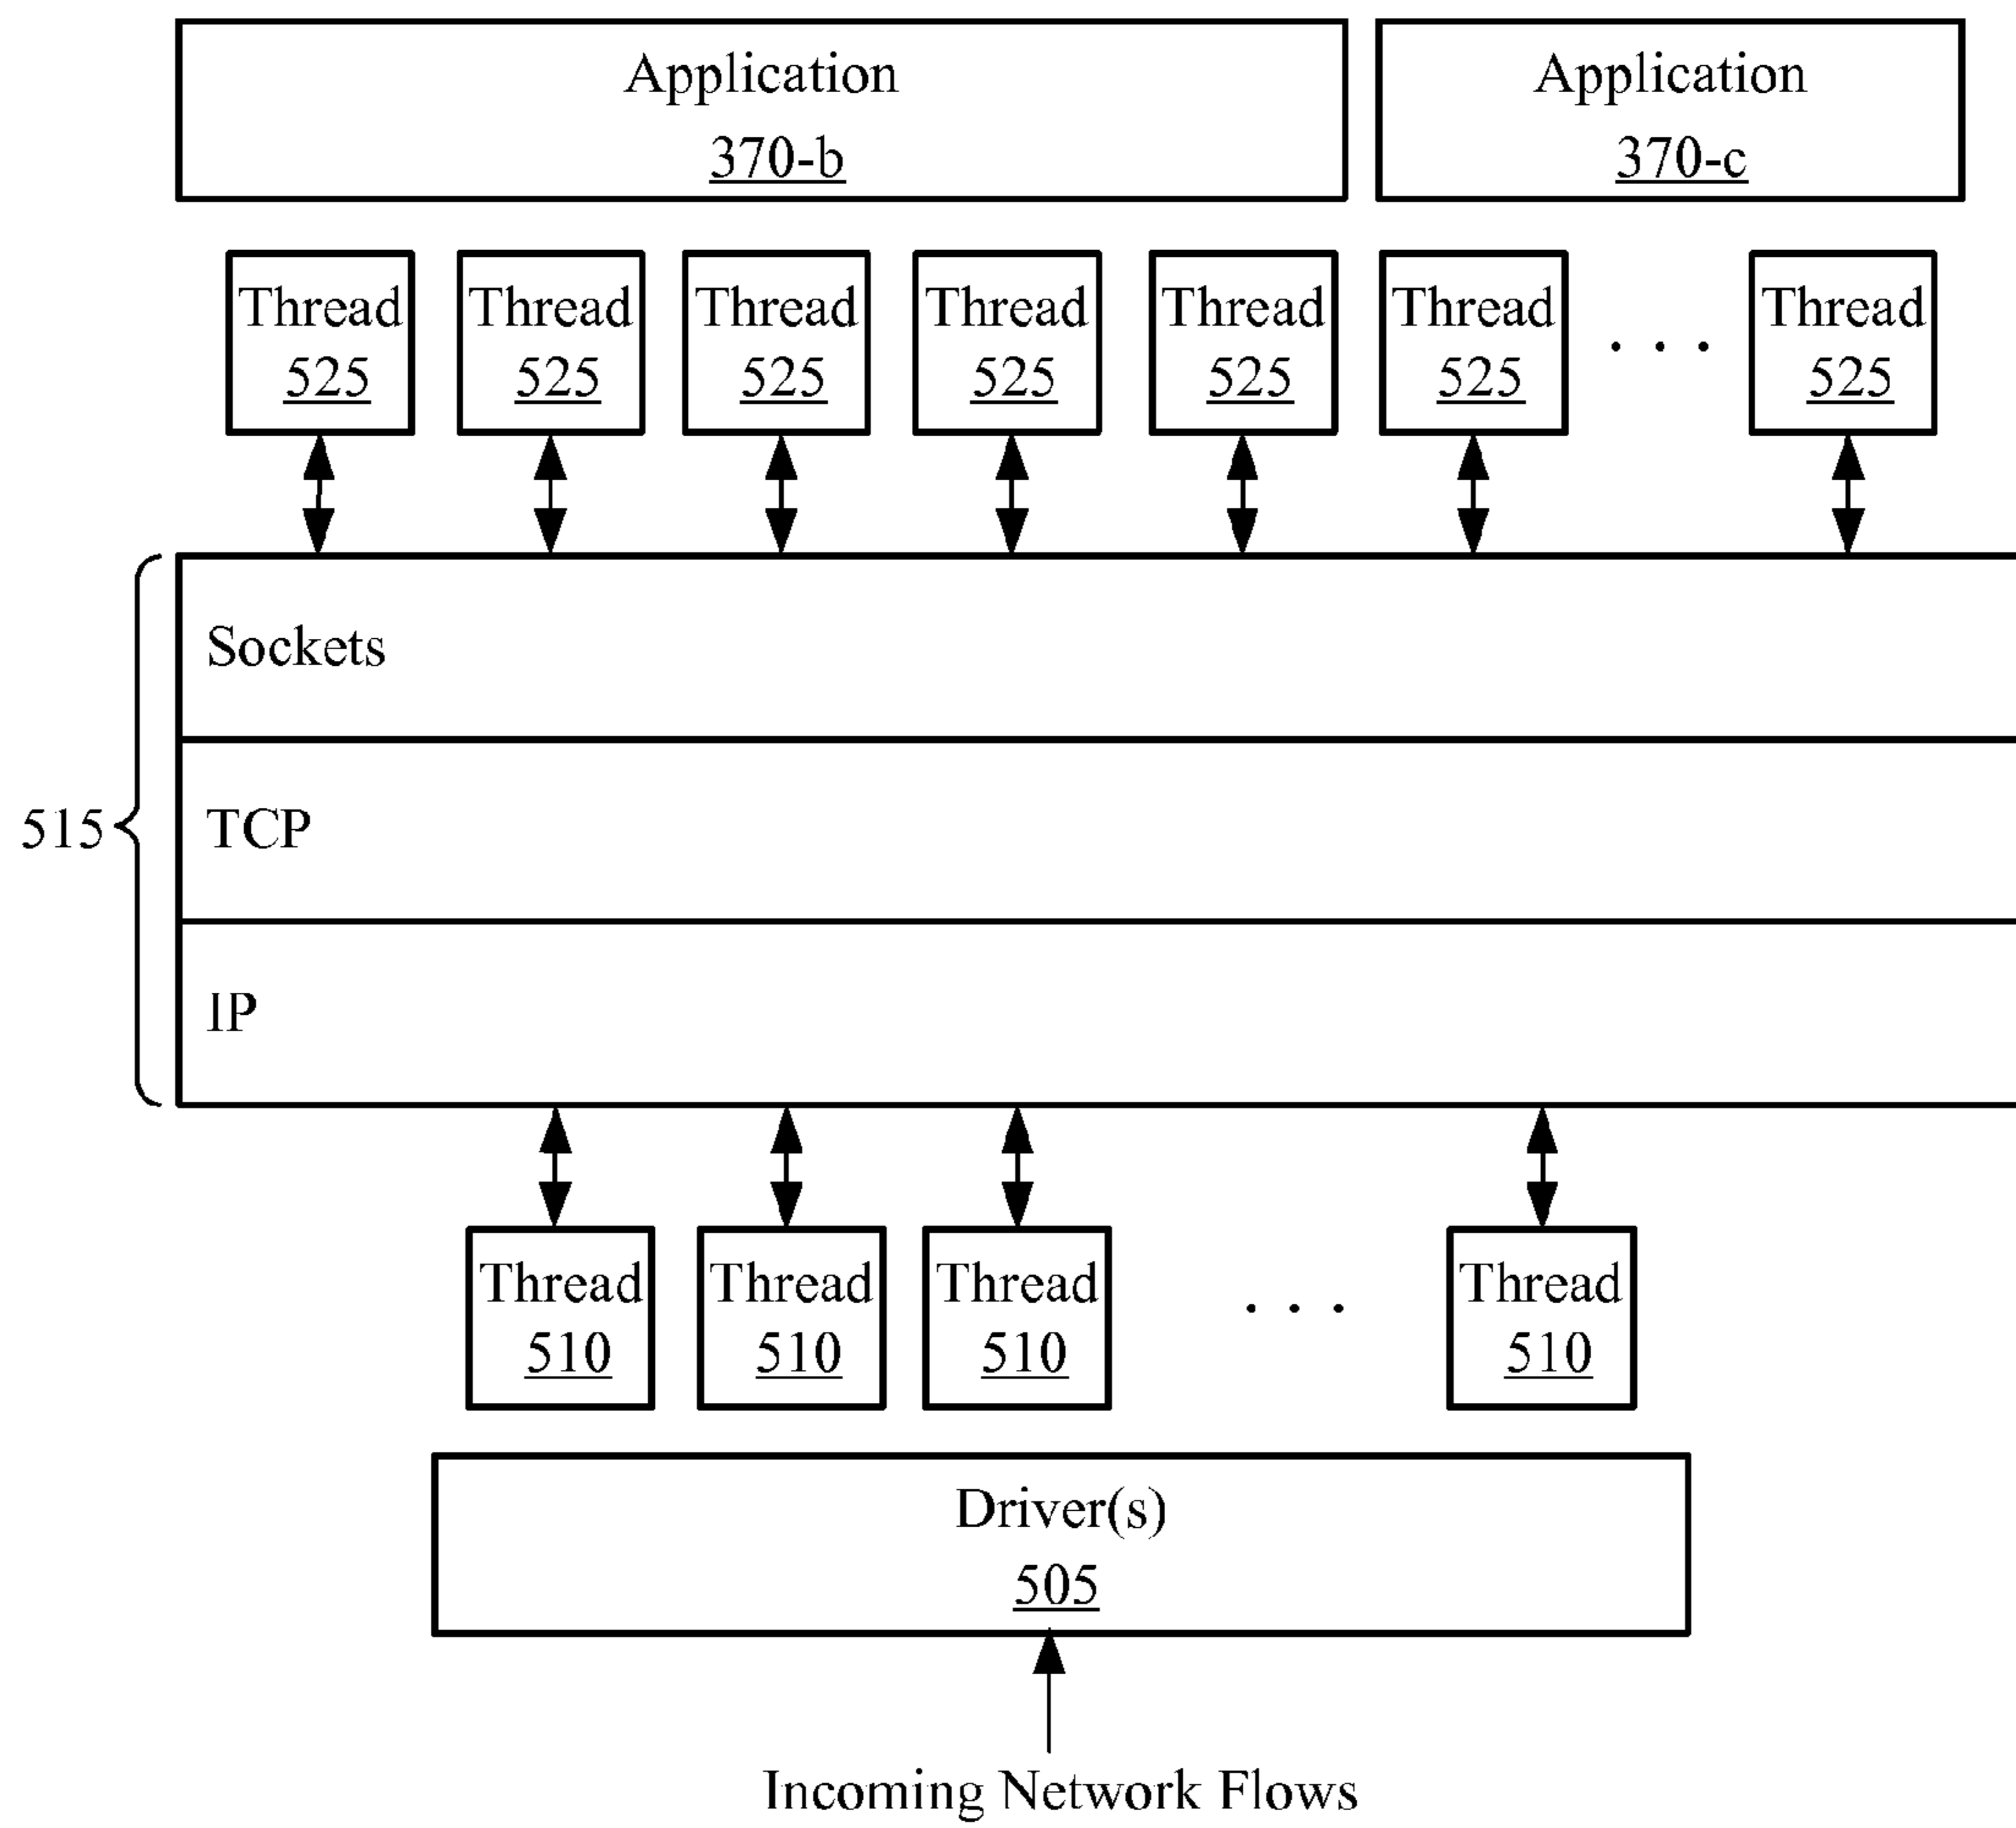 Application
370-b
Application
370-c
Thread
525
Thread
525
Thread
525
Thread
525
Thread
525
Thread
525
. . .
Thread
525
Sockets
515
TCP
IP
Thread
510
Thread
510
Thread
510
. . .
Thread
510
Driver(s)
505
Incoming Network Flows